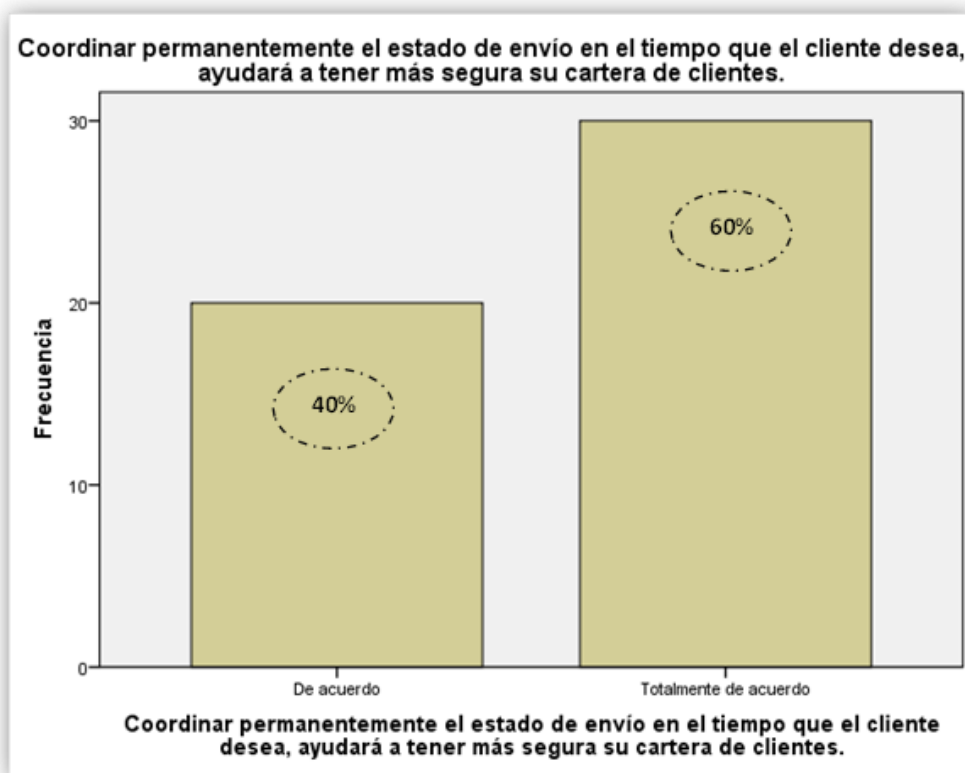 Coordinar permanentemente el estado de envío en el tiempo que el cliente desea,
ayudará a tener más segura su cartera de clientes.
30
60%
20
Frecuencia
40%
10
0
De acuerdo
Totalmente de acuerdo
Coordinar permanentemente el estado de envío en el tiempo que el cliente
desea, ayudará a tener más segura su cartera de clientes.